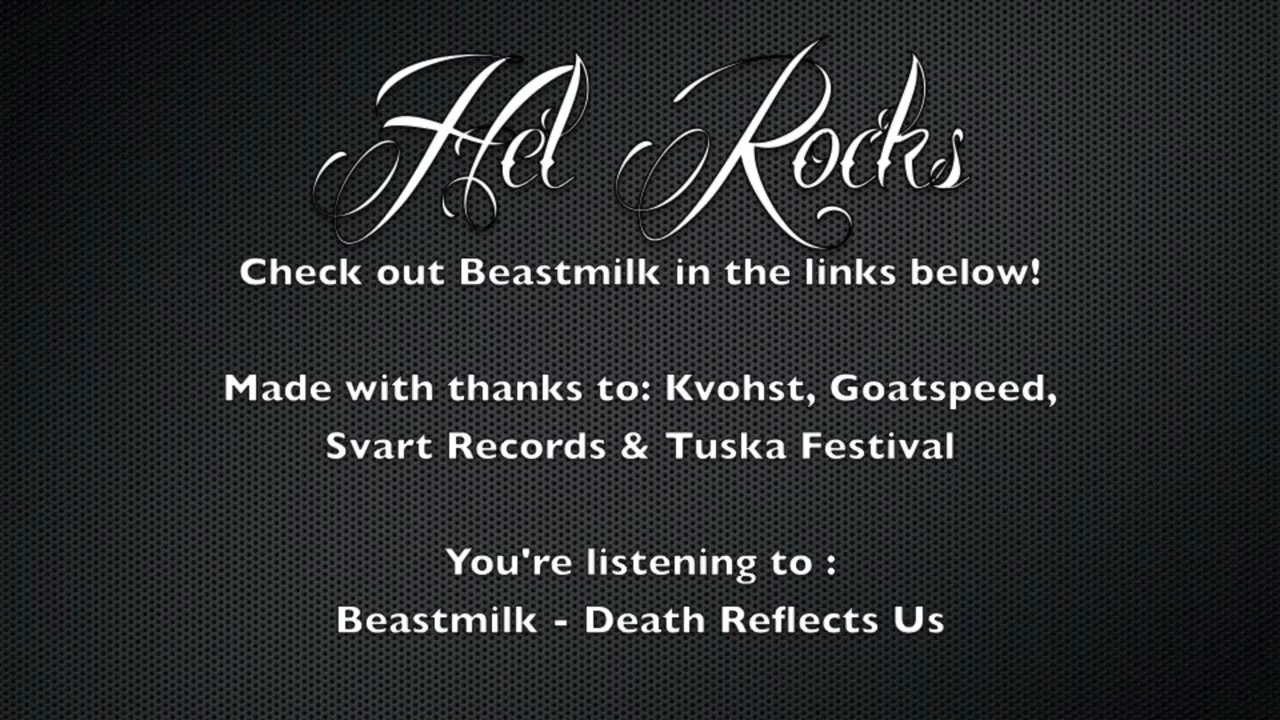 Hel Rocks
Check out Beastmilk in the links below!
Made with thanks to: Kvohst, Goatspeed,
Svart Records & Tuska Festival
You're listening to :
Beastmilk - Death Reflects Us